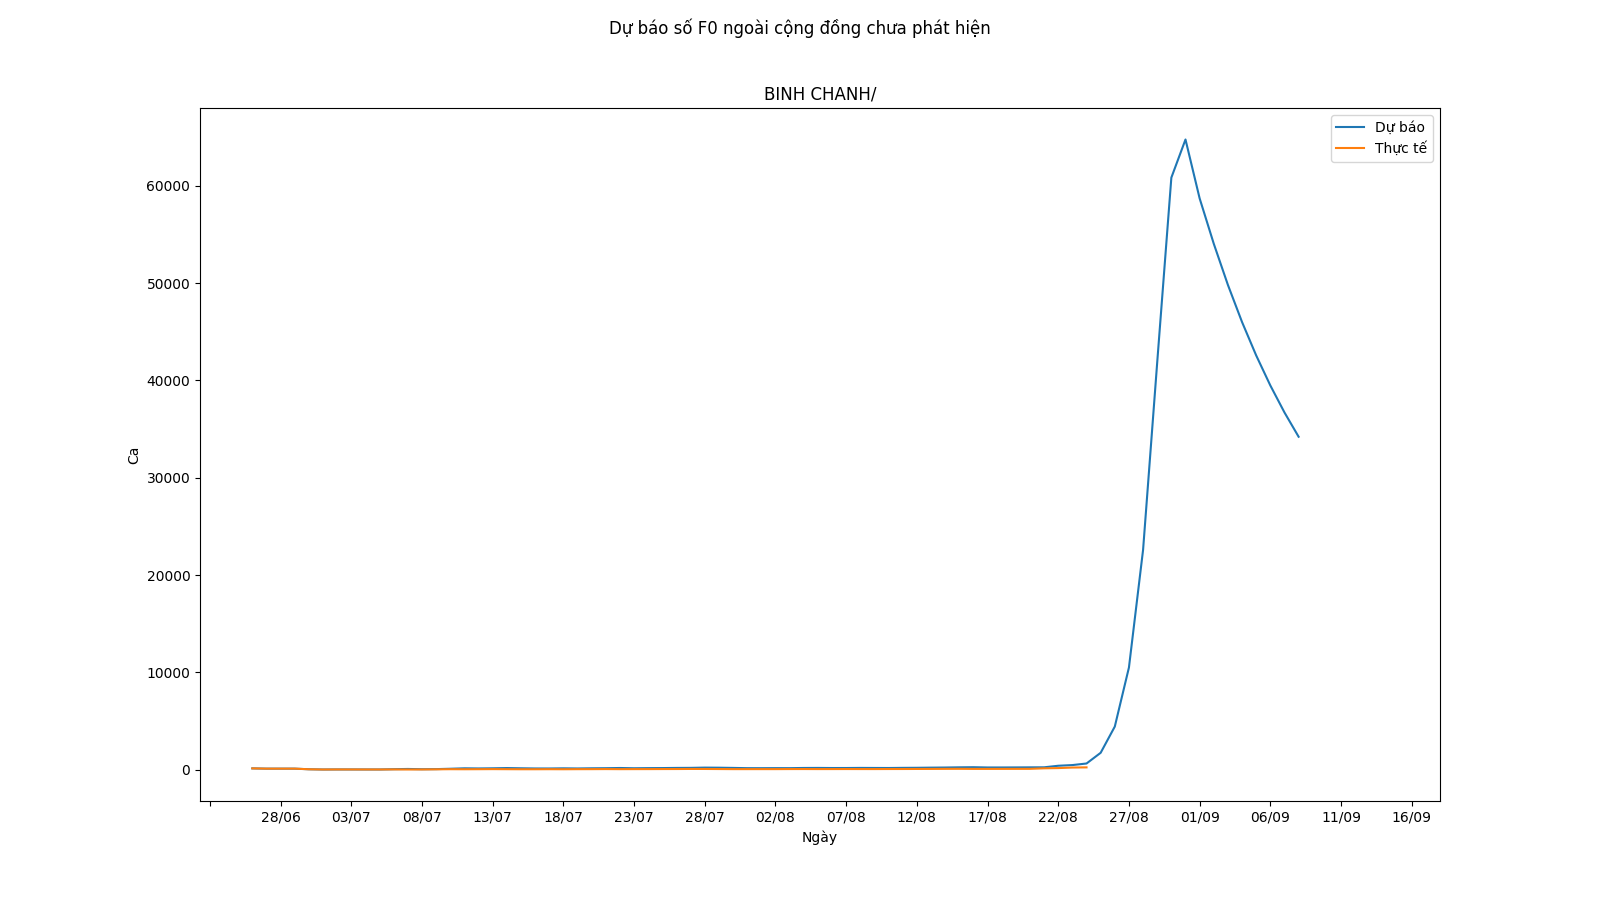 Dự báo số F0 ngoài cộng đồng chưa phát hiện
BINH CHANH/
Dự báo
Thực tế
60000
50000
40000
30000
20000
10000
0
Ca
28/06 03/07 08/07 13/07 18/07 23/07 28/07 02/08 07/08 12/08 17/08 22/08 27/08 01/09 06/09 11/09 16/09
Ngày